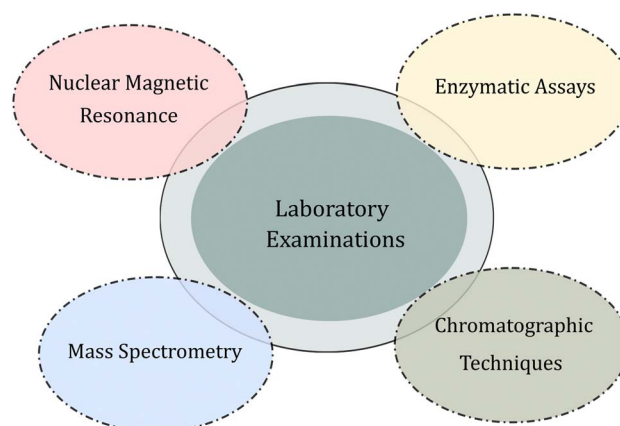 Nuclear Magnetic
Resonance
Enzymatic Assays
Laboratory
Examinations
Mass Spectrometry
Chromatographic
Techniques